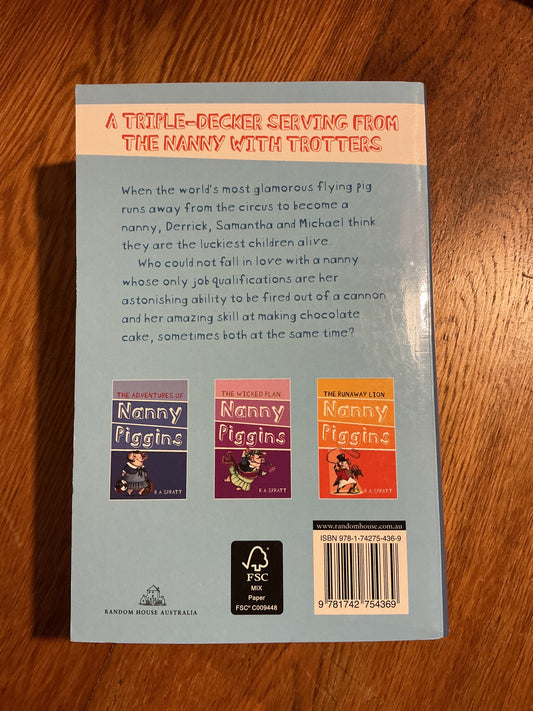 A TRIPLE-DECKER SERVING FROM
THE NANNY WITH TROTTERS
When the world's most glamorous flying pig
runs away from the circus to become a
nanny, Derrick, Samantha and Michael think
they are the luckiest children alive.
Who could not fall in love with a nanny
whose only job qualifications are her
astonishing ability to be fired out of a cannon
and her amazing skill at making chocolate
cake, sometimes both at the same time?
THE ADVENTURES OF
Nanny
Piggins
R.A. SPRATT
THE WICKED PLAN
Nanny
Piggins
R.A. SPRATT
THE RUNAWAY LION
Nanny
Piggins
R.A. SPRATT
RANDOM HOUSE AUSTRALIA
FSC
MIX
Paper
FSC® C009448
www.randomhouse.com.au
ISBN 978-1-74275-436-9
9 781742 754369